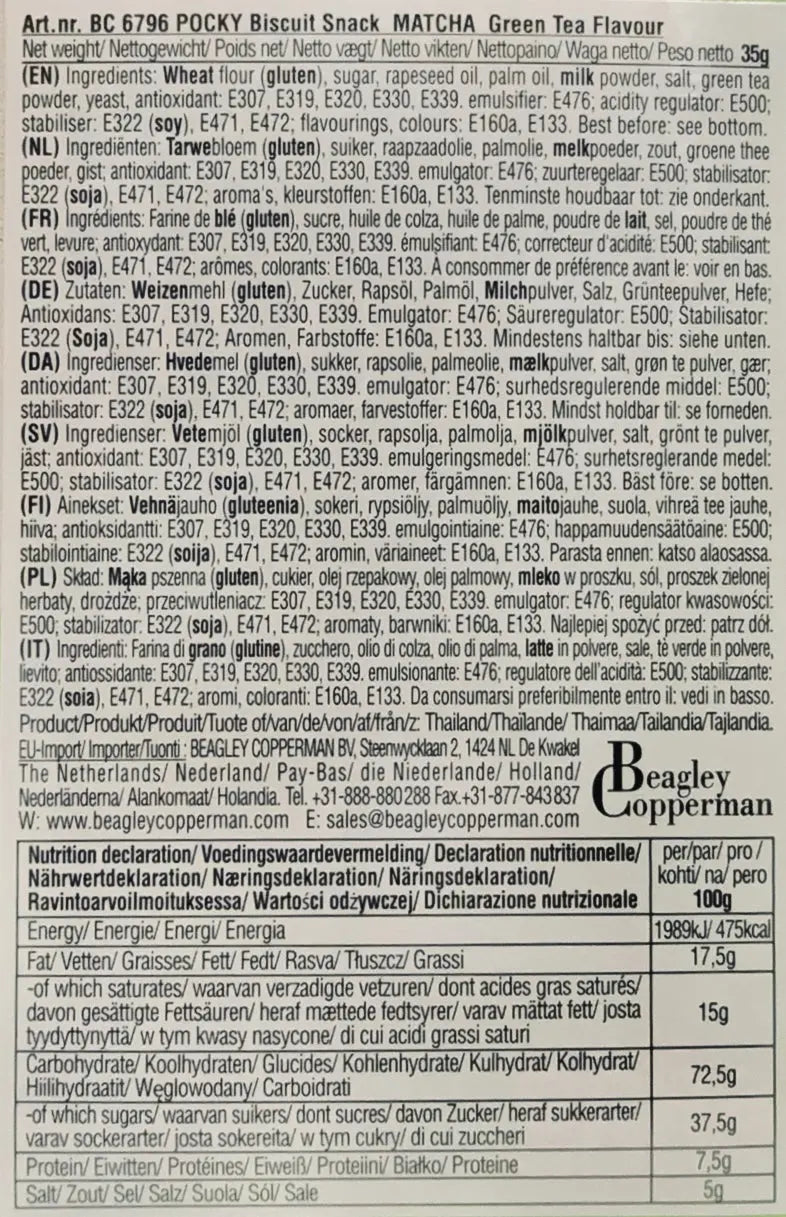 Art.nr. BC 6796 POCKY Biscuit Snack MATCHA Green Tea Flavour
Net weight/ Nettogewicht/ Poids net/ Netto vægt/ Netto vikten/ Nettopaino/ Waga netto/ Peso netto 35g
(EN) Ingredients: Wheat flour (gluten), sugar, rapeseed oil, palm oil, milk powder, salt, green tea
powder, yeast, antioxidant: E307, E319, E320, E330, E339. emulsifier: E476; acidity regulator: E500;
stabiliser: E322 (soy), E471, E472; flavourings, colours: E160a, E133. Best before: see bottom.
(NL) Ingrediënten: Tarwebloem (gluten), suiker, raapzaadolie, palmolie, melkpoeder, zout, groene thee
poeder, gist; antioxidant: E307, E319, E320, E330, E339. emulgator: E476; zuurteregelaar: E500; stabilisator:
E322 (soja), E471, E472; aroma's, kleurstoffen: E160a, E133. Tenminste houdbaar tot: zie onderkant.
(FR) Ingrédients: Farine de blé (gluten), sucre, huile de colza, huile de palme, poudre de lait, sel, poudre de thé
vert, levure; antioxydant: E307, E319, E320, E330, E339. émulsifiant: E476; correcteur d'acidité: E500; stabilisant:
E322 (soja), E471, E472; arômes, colorants: E160a, E133. A consommer de préférence avant le: voir en bas.
(DE) Zutaten: Weizenmehl (gluten), Zucker, Rapsöl, Palmöl, Milchpulver, Salz, Grünteepulver, Hefe;
Antioxidans: E307, E319, E320, E330, E339. Emulgator: E476; Säureregulator: E500; Stabilisator:
E322 (Soja), E471, E472; Aromen, Farbstoffe: E160a, E133. Mindestens haltbar bis: siehe unten.
(DA) Ingredienser: Hvedemel (gluten), sukker, rapsolie, palmeolie, mælkpulver, salt, grøn te pulver, gær;
antioxidant: E307, E319, E320, E330, E339. emulgator: E476; surhedsregulerende middel: E500;
stabilisator: E322 (soja), E471, E472; aromaer, farvestoffer: E160a, E133. Mindst holdbar til: se forneden.
(SV) Ingredienser: Vetemjöl (gluten), socker, rapsolja, palmolja, mjölkpulver, salt, grönt te pulver,
jäst; antioxidant: E307, E319, E320, E330, E339. emulgeringsmedel: E476; surhetsreglerande medel:
E500; stabilisator: E322 (soja), E471, E472; aromer, färgämnen: E160a, E133. Bäst före: se botten.
(FI) Ainekset: Vehnäjauho (gluteenia), sokeri, rypsiöljy, palmuöljy, maitojauhe, suola, vihreä tee jauhe,
hiiva; antioksidantti: E307, E319, E320, E330, E339. emulgointiaine: E476; happamuudensäätöaine: E500;
stabilointiaine: E322 (soija), E471, E472; aromin, väriaineet: E160a, E133. Parasta ennen: katso alaosassa.
(PL) Skład: Mąka pszenna (gluten), cukier, olej rzepakowy, olej palmowy, mleko w proszku, sól, proszek zielonej
herbaty, drożdże; przeciwutleniacz: E307, E319, E320, E330, E339. emulgator: E476; regulator kwasowości:
E500; stabilizator: E322 (soja), E471, E472; aromaty, barwniki: E160a, E133. Najlepiej spożyć przed: patrz dół.
(IT) Ingredienti: Farina di grano (glutine), zucchero, olio di colza, olio di palma, latte in polvere, sale, té verde in polvere,
lievito; antiossidante: E307, E319, E320, E330, E339. emulsionante: E476; regulatore dell'acidità: E500; stabilizzante:
E322 (soia), E471, E472; aromi, coloranti: E160a, E133. Da consumarsi preferibilmente entro il: vedi in basso.
Product/Produkt/Produit/Tuote of/van/de/von/af/från/z: Thailand/Thaïlande/ Thaimaa/Tailandia/Tajlandia.
EU-Import/ Importer/Tuonti : BEAGLEY COPPERMAN BV, Steenwycklaan 2, 1424 NL De Kwakel
The Netherlands/ Nederland/ Pay-Bas/ die Niederlande/ Holland/
Nederländerna/ Alankomaat/ Holandia. Tel. +31-888-880288 Fax.+31-877-843837
W: www.beagleycopperman.com E: sales@beagleycopperman.com
Beagley
Copperman
Nutrition declaration/ Voedingswaardevermelding/ Declaration nutritionnelle/ per/par/ pro /
Nährwertdeklaration/ Næringsdeklaration/ Näringsdeklaration/ kohti/ na/ pero
Ravintoarvoilmoituksessa/ Wartości odżywczej/ Dichiarazione nutrizionale 100g
Energy/ Energie/ Energi/ Energia 1989kJ/ 475kcal
Fat/ Vetten/ Graisses/ Fett/ Fedt/ Rasva/ Tłuszcz/ Grassi 17,5g
-of which saturates/ waarvan verzadigde vetzuren/ dont acides gras saturés/
davon gesättigte Fettsäuren/ heraf mættede fedtsyrer/ varav mättat fett/ josta 15g
tyydyttynyttä/ w tym kwasy nasycone/ di cui acidi grassi saturi
Carbohydrate/ Koolhydraten/ Glucides/ Kohlenhydrate/ Kulhydrat/ Kolhydrat/ 72,5g
Hiilihydraatit/ Węglowodany/ Carboidrati
-of which sugars/ waarvan suikers/ dont sucres/ davon Zucker/ heraf sukkerarter/ 37,5g
varav sockerarter/ josta sokereita/ w tym cukry/ di cui zuccheri
Protein/ Eiwitten/ Protéines/ Eiweiß/ Proteiini/ Białko/ Proteine 7,5g
Salt/ Zout/ Sel/ Salz/ Suola/ Sól/ Sale 5g